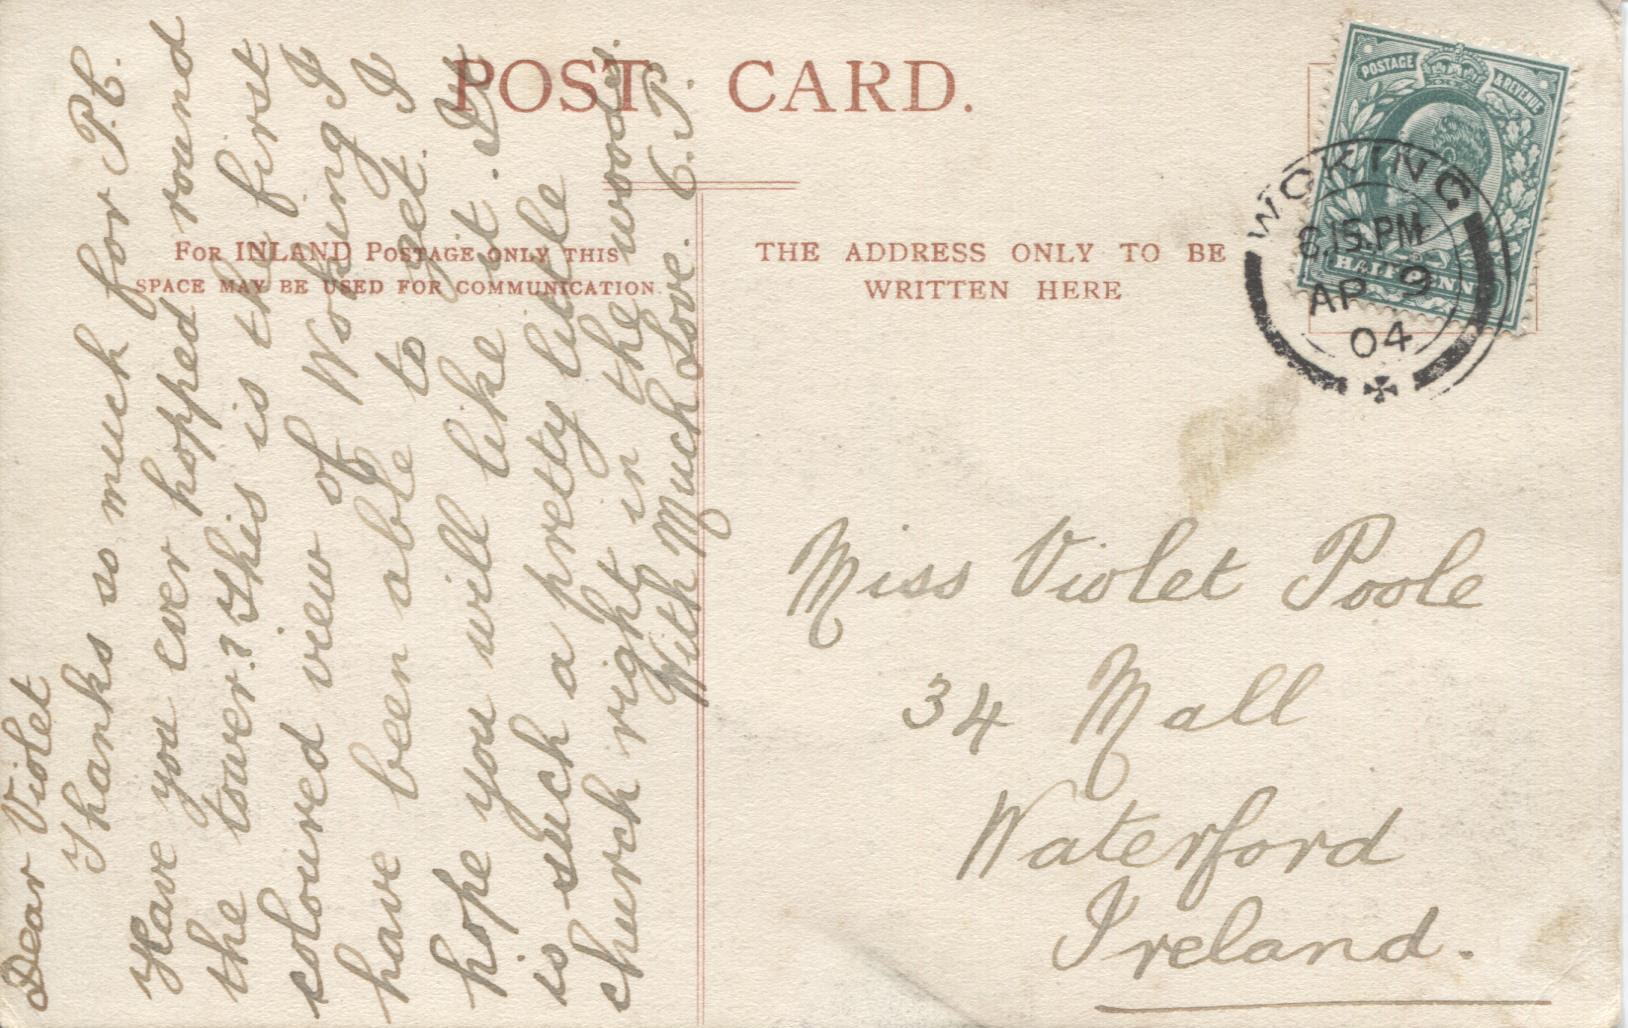 POST CARD.
FOR INLAND POSTAGE ONLY THIS
SPACE MAY BE USED FOR COMMUNICATION.
THE ADDRESS ONLY TO BE
WRITTEN HERE
POSTAGE & REVENUE
HALFPENNY
WOKING
6.15.PM
AP 9
04
Dear Violet
Thanks so much for P.C.
Have you ever hopped round
the tower? This is the first
coloured view of Woking I
have been able to get. I
hope you will like it. It
is such a pretty little
church right in the woods.
With Much Love. C.P.
Miss Violet Poole
34 Mall
Waterford
Ireland.